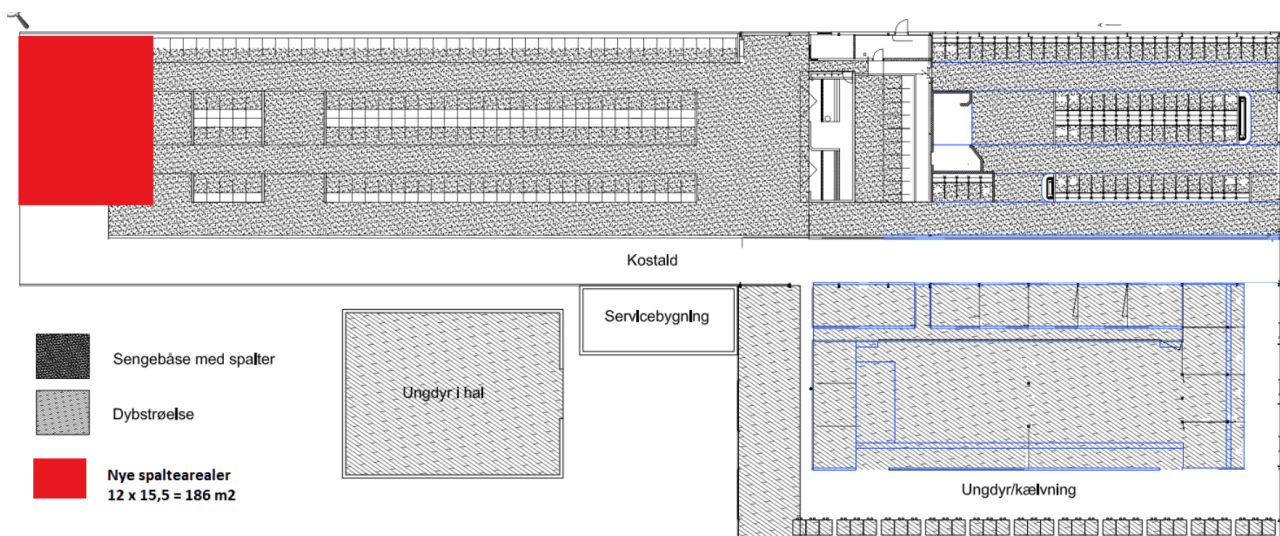 Kostald
Servicebygning
Sengebåse med spalter
Ungdyr i hal
Dybstrøelse
Nye spaltearealer
12 x 15,5 = 186 m2
Ungdyr/kælvning